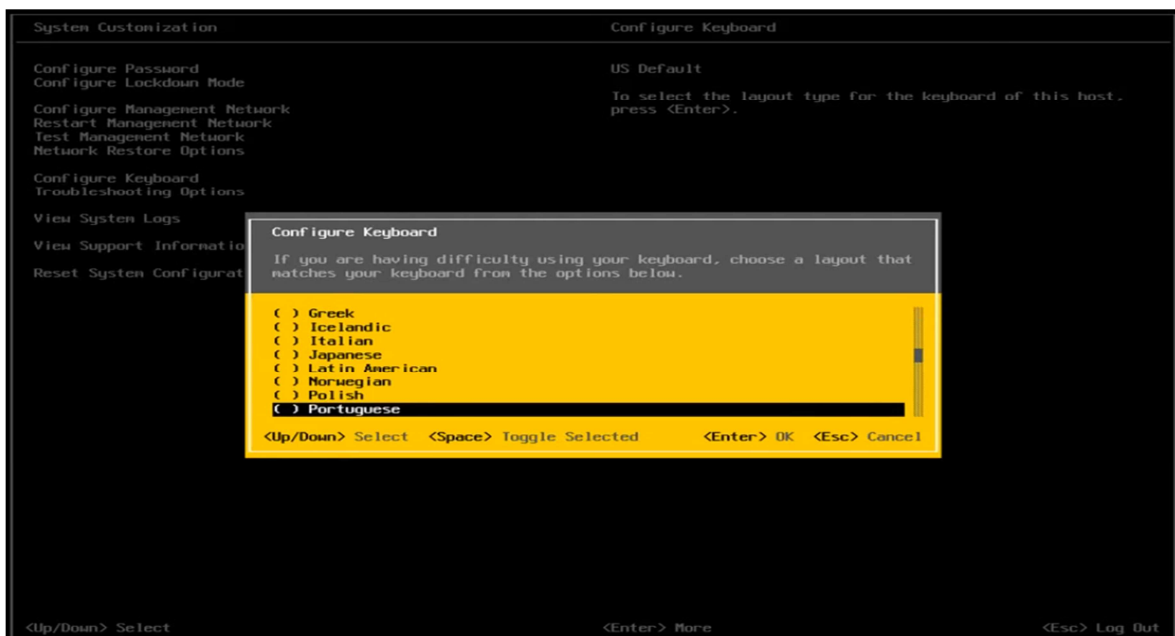 System Customization
Configure Keyboard
Configure Password
Configure Lockdown Mode
Configure Management Network
Restart Management Network
Test Management Network
Network Restore Options
Configure Keyboard
Troubleshooting Options
View System Logs
View Support Informatio
Reset System Configurat
US Default
To select the layout type for the keyboard of this host,
press <Enter>.
Configure Keyboard
If you are having difficulty using your keyboard, choose a layout that
matches your keyboard from the options below.
( ) Greek
( ) Icelandic
( ) Italian
( ) Japanese
( ) Latin American
( ) Norwegian
( ) Polish
( ) Portuguese
<Up/Down> Select <Space> Toggle Selected <Enter> OK <Esc> Cancel
<Up/Down> Select <Enter> More <Esc> Log Out